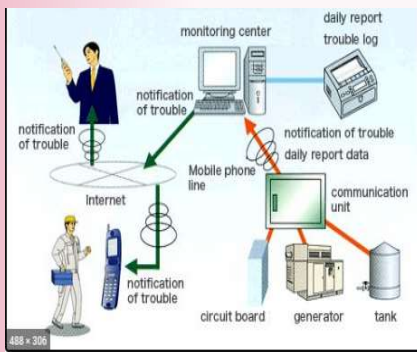 daily report
trouble log
monitoring center
notification
of trouble
notification
of trouble
notification of trouble
daily report data
Mobile phone
line
communication
unit
Internet
notification
of trouble
circuit board
generator
tank
488 × 306